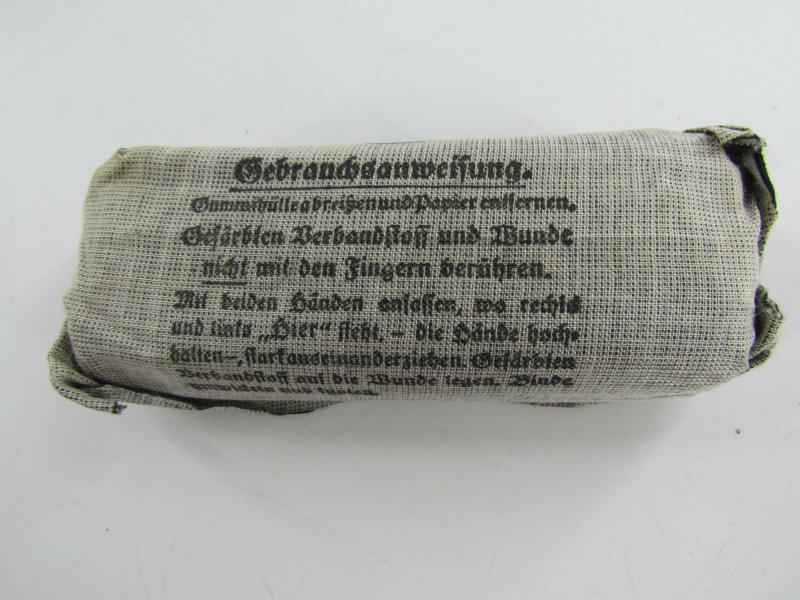 Gebrauchsanweisung.
Gummihülle abreißen und Papier entfernen.
Gefärbten Verbandstoff und Wunde
nicht mit den Fingern berühren.
Mit beiden Händen anfassen, wo rechts
und links „Hier" steht, – die Hände hoch-
halten –, stark auseinanderziehen. Gefärbten
Verbandstoff auf die Wunde legen. Binde
umwickeln und